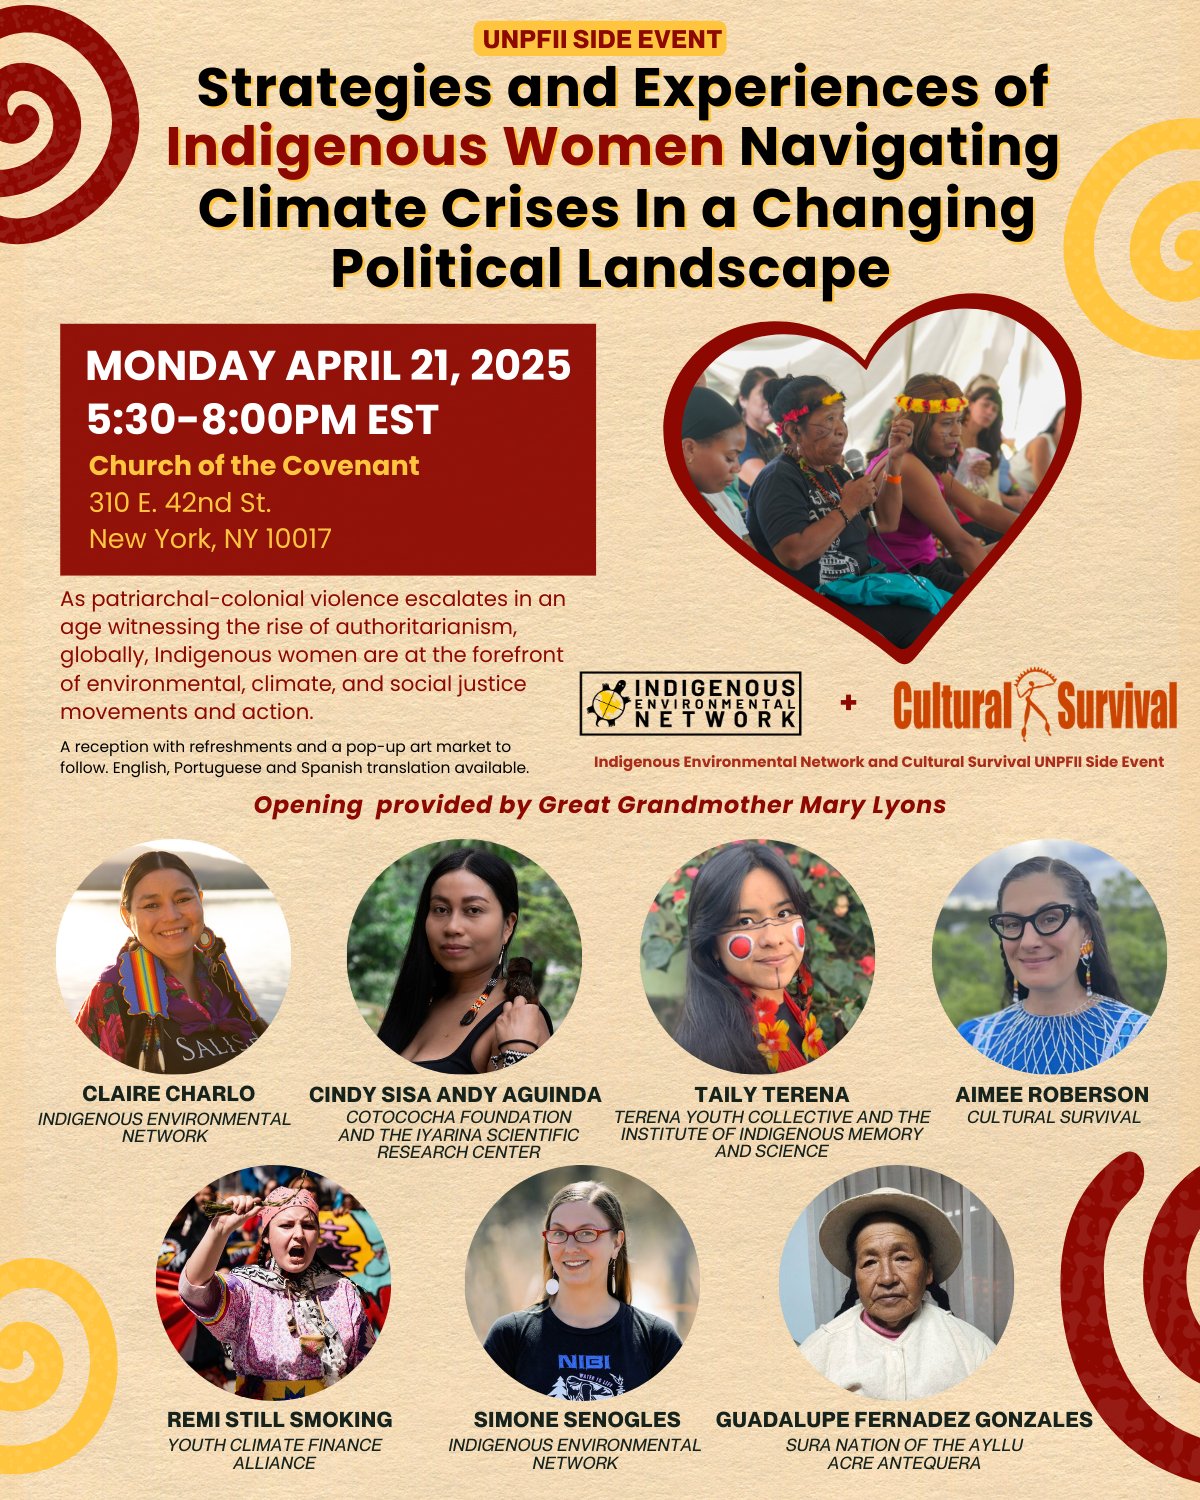 UNPFII SIDE EVENT
Strategies and Experiences of
Indigenous Women Navigating
Climate Crises In a Changing
Political Landscape
MONDAY APRIL 21, 2025
5:30-8:00PM EST
Church of the Covenant
310 E. 42nd St.
New York, NY 10017
As patriarchal-colonial violence escalates in an
age witnessing the rise of authoritarianism,
globally, Indigenous women are at the forefront
of environmental, climate, and social justice
movements and action.
A reception with refreshments and a pop-up art market to
follow. English, Portuguese and Spanish translation available.
INDIGENOUS
ENVIRONMENTAL
NETWORK
+
Cultural Survival
Indigenous Environmental Network and Cultural Survival UNPFII Side Event
Opening provided by Great Grandmother Mary Lyons
SALIS
CLAIRE CHARLO
INDIGENOUS ENVIRONMENTAL
NETWORK
CINDY SISA ANDY AGUINDA
COTOCOCHA FOUNDATION
AND THE IYARINA SCIENTIFIC
RESEARCH CENTER
TAILY TERENA
TERENA YOUTH COLLECTIVE AND THE
INSTITUTE OF INDIGENOUS MEMORY
AND SCIENCE
AIMEE ROBERSON
CULTURAL SURVIVAL
REMI STILL SMOKING
YOUTH CLIMATE FINANCE
ALLIANCE
NIBI
WATER IS LIFE
SIMONE SENOGLES
INDIGENOUS ENVIRONMENTAL
NETWORK
GUADALUPE FERNADEZ GONZALES
SURA NATION OF THE AYLLU
ACRE ANTEQUERA